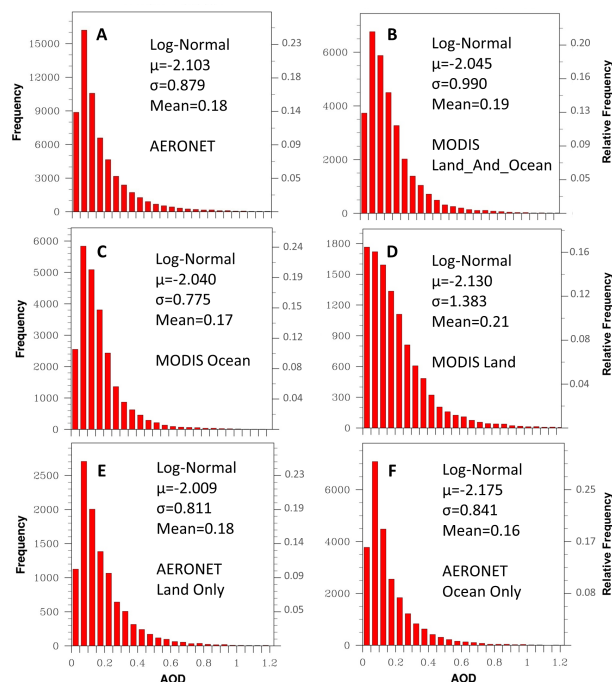 A
Log-Normal
μ=-2.103
σ=0.879
Mean=0.18
AERONET
Frequency
15000
12000
9000
6000
3000
0
0.23
0.18
0.14
0.09
0.05
B
Log-Normal
μ=-2.045
σ=0.990
Mean=0.19
MODIS
Land_And_Ocean
6000
4000
2000
0
0.20
0.16
0.12
0.08
0.04
Relative Frequency
C
Log-Normal
μ=-2.040
σ=0.775
Mean=0.17
MODIS Ocean
Frequency
6000
5000
4000
3000
2000
1000
0
0.24
0.19
0.15
0.09
0.04
D
Log-Normal
μ=-2.130
σ=1.383
Mean=0.21
MODIS Land
1800
1500
1200
900
600
300
0
0.16
0.12
0.08
0.04
Relative Frequency
E
Log-Normal
μ=-2.009
σ=0.811
Mean=0.18
AERONET
Land Only
Frequency
2500
2000
1500
1000
500
0
0.23
0.19
0.14
0.09
0.05
0 0.2 0.4 0.6 0.8 1 1.2
AOD
F
Log-Normal
μ=-2.175
σ=0.841
Mean=0.16
AERONET
Ocean Only
6000
4000
2000
0
0.25
0.17
0.08
Relative Frequency
0 0.2 0.4 0.6 0.8 1 1.2
AOD